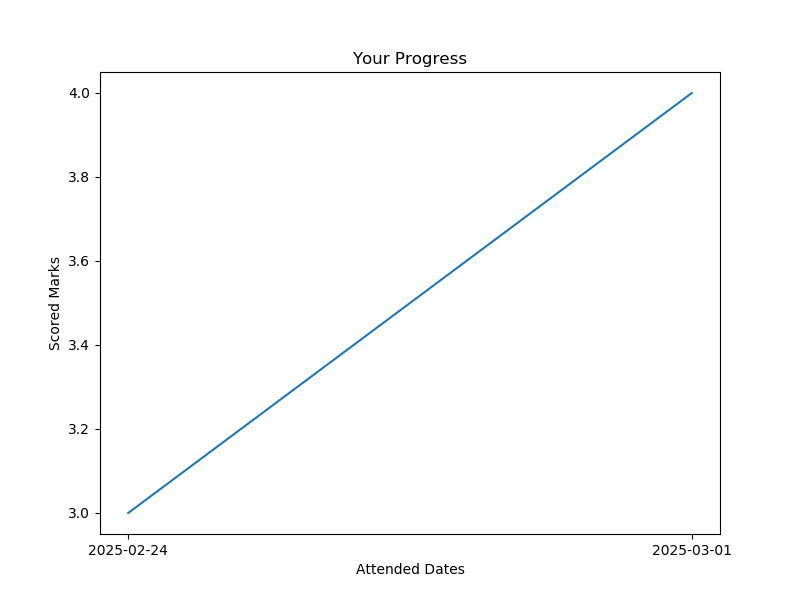 Your Progress
4.0
3.8
3.6
3.4
3.2
3.0
Scored Marks
2025-02-24
2025-03-01
Attended Dates